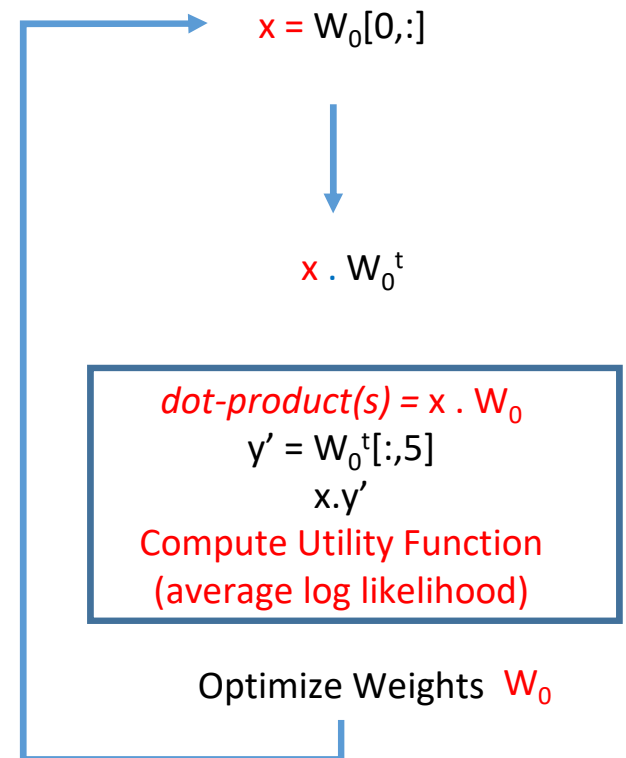 x = W₀[0,:]
x . W₀ᵗ
dot-product(s) = x . W₀
y’ = W₀ᵗ[:,5]
x.y’
Compute Utility Function
(average log likelihood)
Optimize Weights W₀